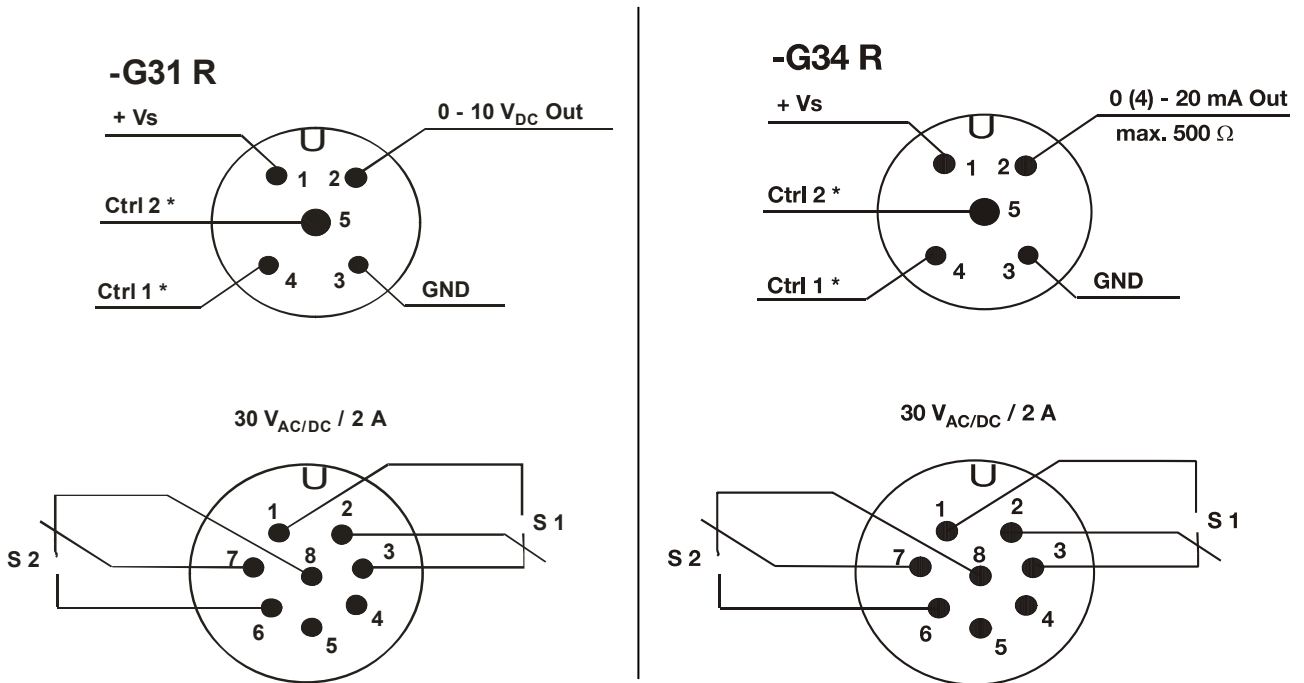 -G31 R
+ Vs
0 - 10 VDC Out
1 2
Ctrl 2 *
5
4 3
Ctrl 1 *
GND
30 VAC/DC / 2 A
1 2
S 1
7 8 3
S 2
6 4
5
-G34 R
+ Vs
0 (4) - 20 mA Out
max. 500 Ω
1 2
Ctrl 2 *
5
4 3
Ctrl 1 *
GND
30 VAC/DC / 2 A
1 2
S 1
7 8 3
S 2
6 4
5